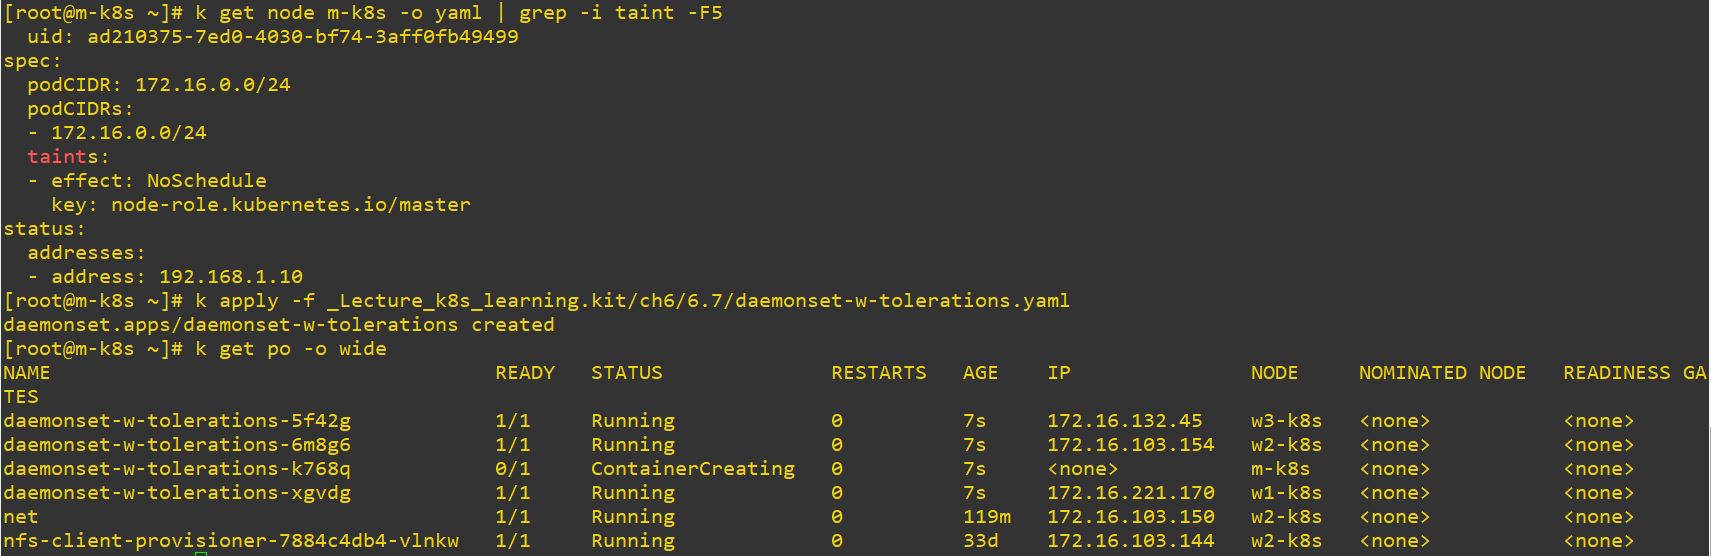 [root@m-k8s ~]# k get node m-k8s -o yaml | grep -i taint -F5
  uid: ad210375-7ed0-4030-bf74-3aff0fb49499
spec:
  podCIDR: 172.16.0.0/24
  podCIDRs:
  - 172.16.0.0/24
  taints:
  - effect: NoSchedule
    key: node-role.kubernetes.io/master
status:
  addresses:
  - address: 192.168.1.10
[root@m-k8s ~]# k apply -f _Lecture_k8s_learning.kit/ch6/6.7/daemonset-w-tolerations.yaml
daemonset.apps/daemonset-w-tolerations created
[root@m-k8s ~]# k get po -o wide
NAME                                     READY   STATUS              RESTARTS   AGE    IP               NODE     NOMINATED NODE   READINESS GA
TES
daemonset-w-tolerations-5f42g            1/1     Running             0          7s     172.16.132.45    w3-k8s   <none>           <none>
daemonset-w-tolerations-6m8g6            1/1     Running             0          7s     172.16.103.154   w2-k8s   <none>           <none>
daemonset-w-tolerations-k768q            0/1     ContainerCreating   0          7s     <none>           m-k8s    <none>           <none>
daemonset-w-tolerations-xgvdg            1/1     Running             0          7s     172.16.221.170   w1-k8s   <none>           <none>
net                                      1/1     Running             0          119m   172.16.103.150   w2-k8s   <none>           <none>
nfs-client-provisioner-7884c4db4-vlnkw   1/1     Running             0          33d    172.16.103.144   w2-k8s   <none>           <none>